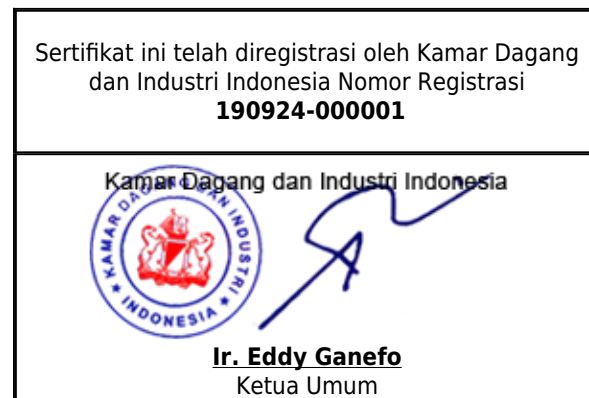 Sertifikat ini telah diregistrasi oleh Kamar Dagang
dan Industri Indonesia Nomor Registrasi
190924-000001
Kamar Dagang dan Industri Indonesia
KAMAR DAGANG DAN INDUSTRI
INDONESIA
Ir. Eddy Ganefo
Ketua Umum